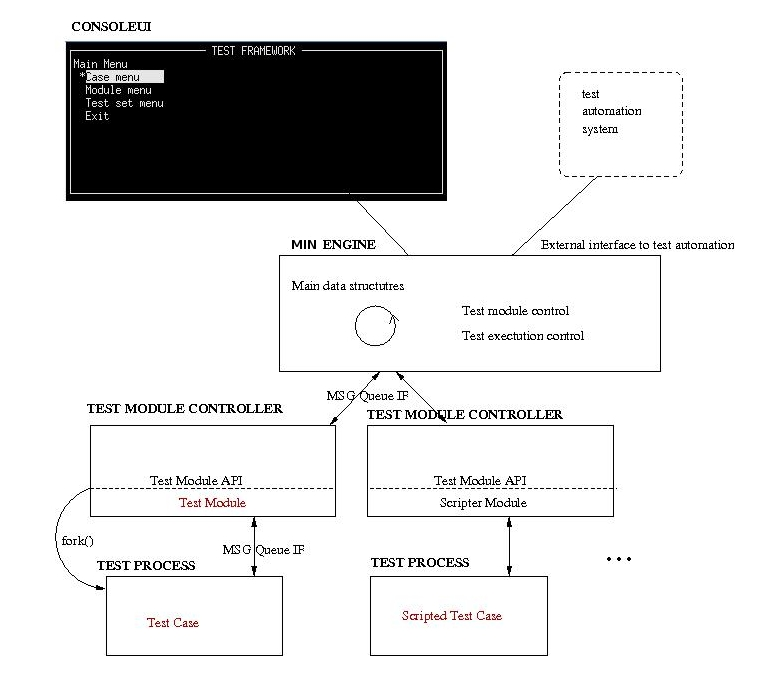 CONSOLEUI
TEST FRAMEWORK
Main Menu
*Case menu
Module menu
Test set menu
Exit
test
automation
system
MIN ENGINE
External interface to test automation
Main data structutres
Test module control
Test exectution control
MSG Queue IF
TEST MODULE CONTROLLER
TEST MODULE CONTROLLER
Test Module API
Test Module API
Test Module
Scripter Module
fork()
MSG Queue IF
TEST PROCESS
TEST PROCESS
...
Test Case
Scripted Test Case